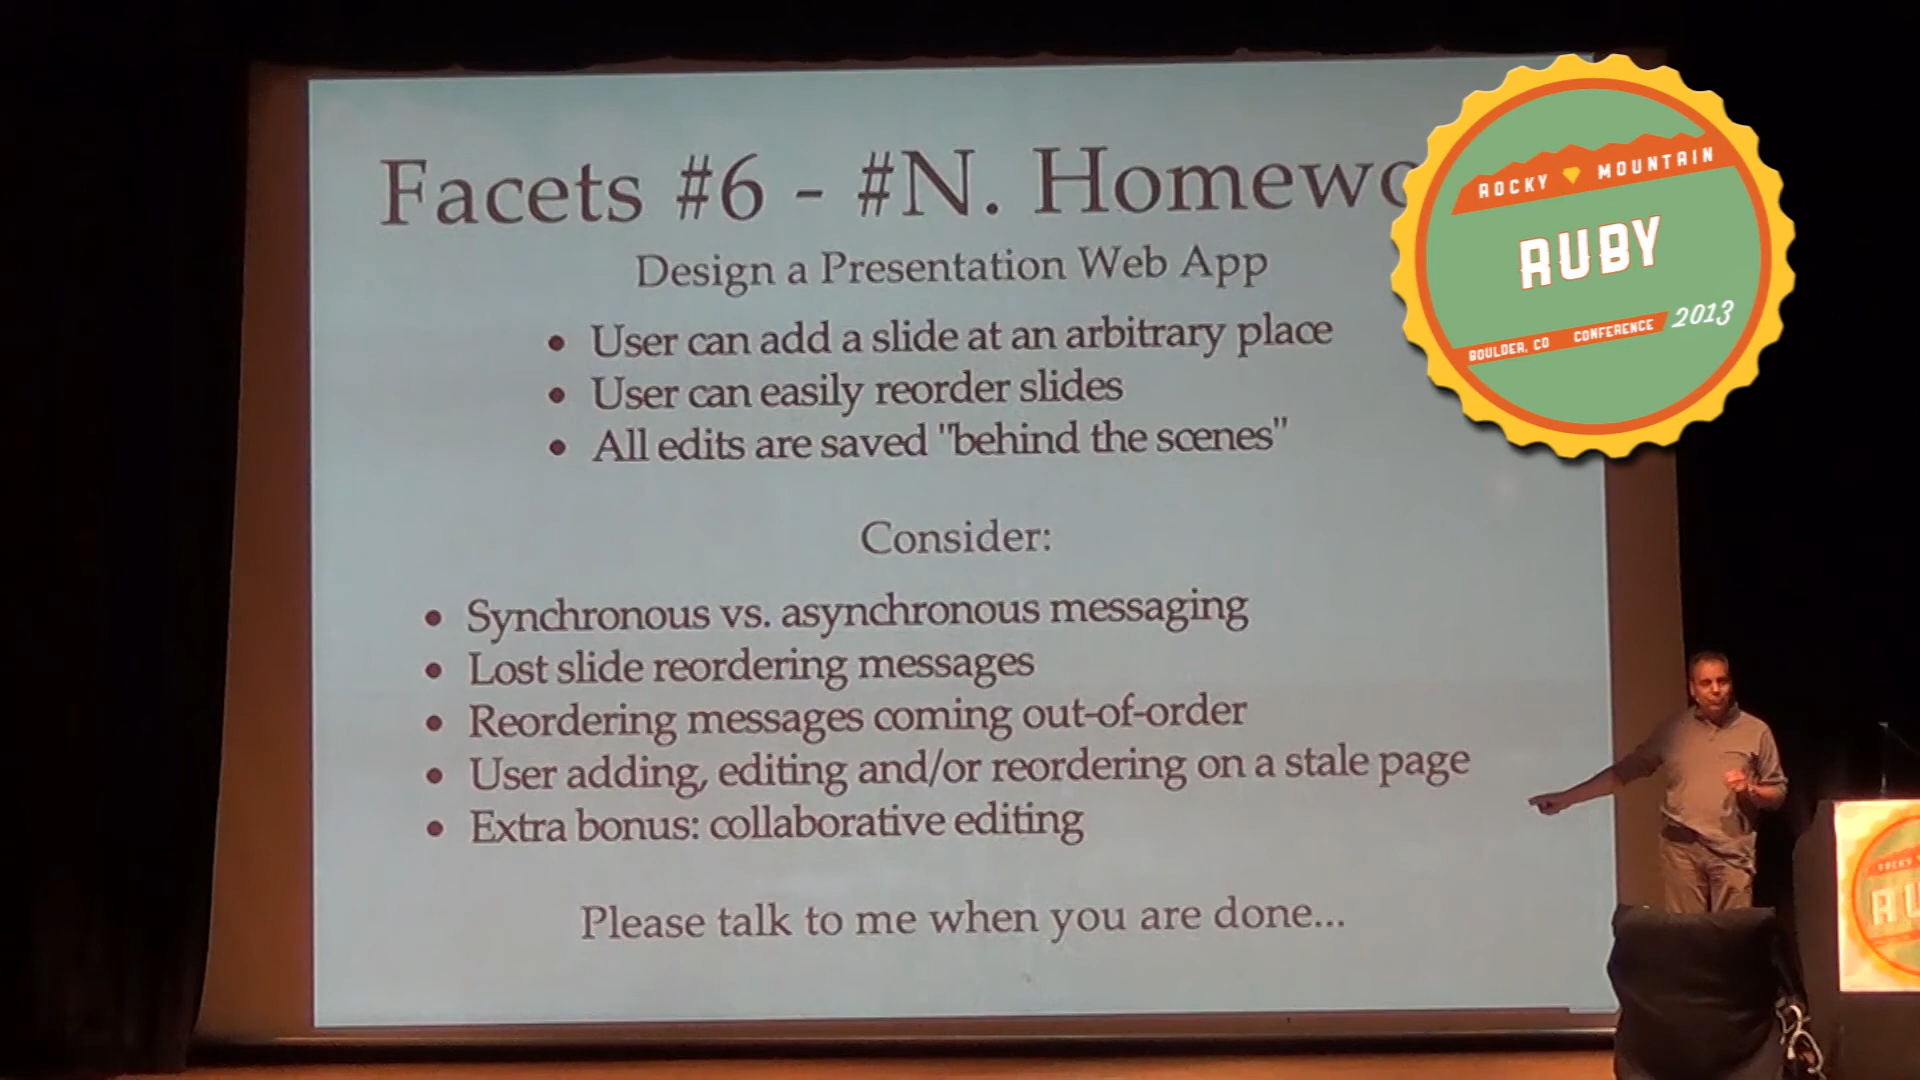 Facets #6 - #N. Homewo
Design a Presentation Web App
• User can add a slide at an arbitrary place
• User can easily reorder slides
• All edits are saved "behind the scenes"
Consider:
• Synchronous vs. asynchronous messaging
• Lost slide reordering messages
• Reordering messages coming out-of-order
• User adding, editing and/or reordering on a stale page
• Extra bonus: collaborative editing
Please talk to me when you are done...
ROCKY MOUNTAIN
RUBY
BOULDER, CO CONFERENCE 2013